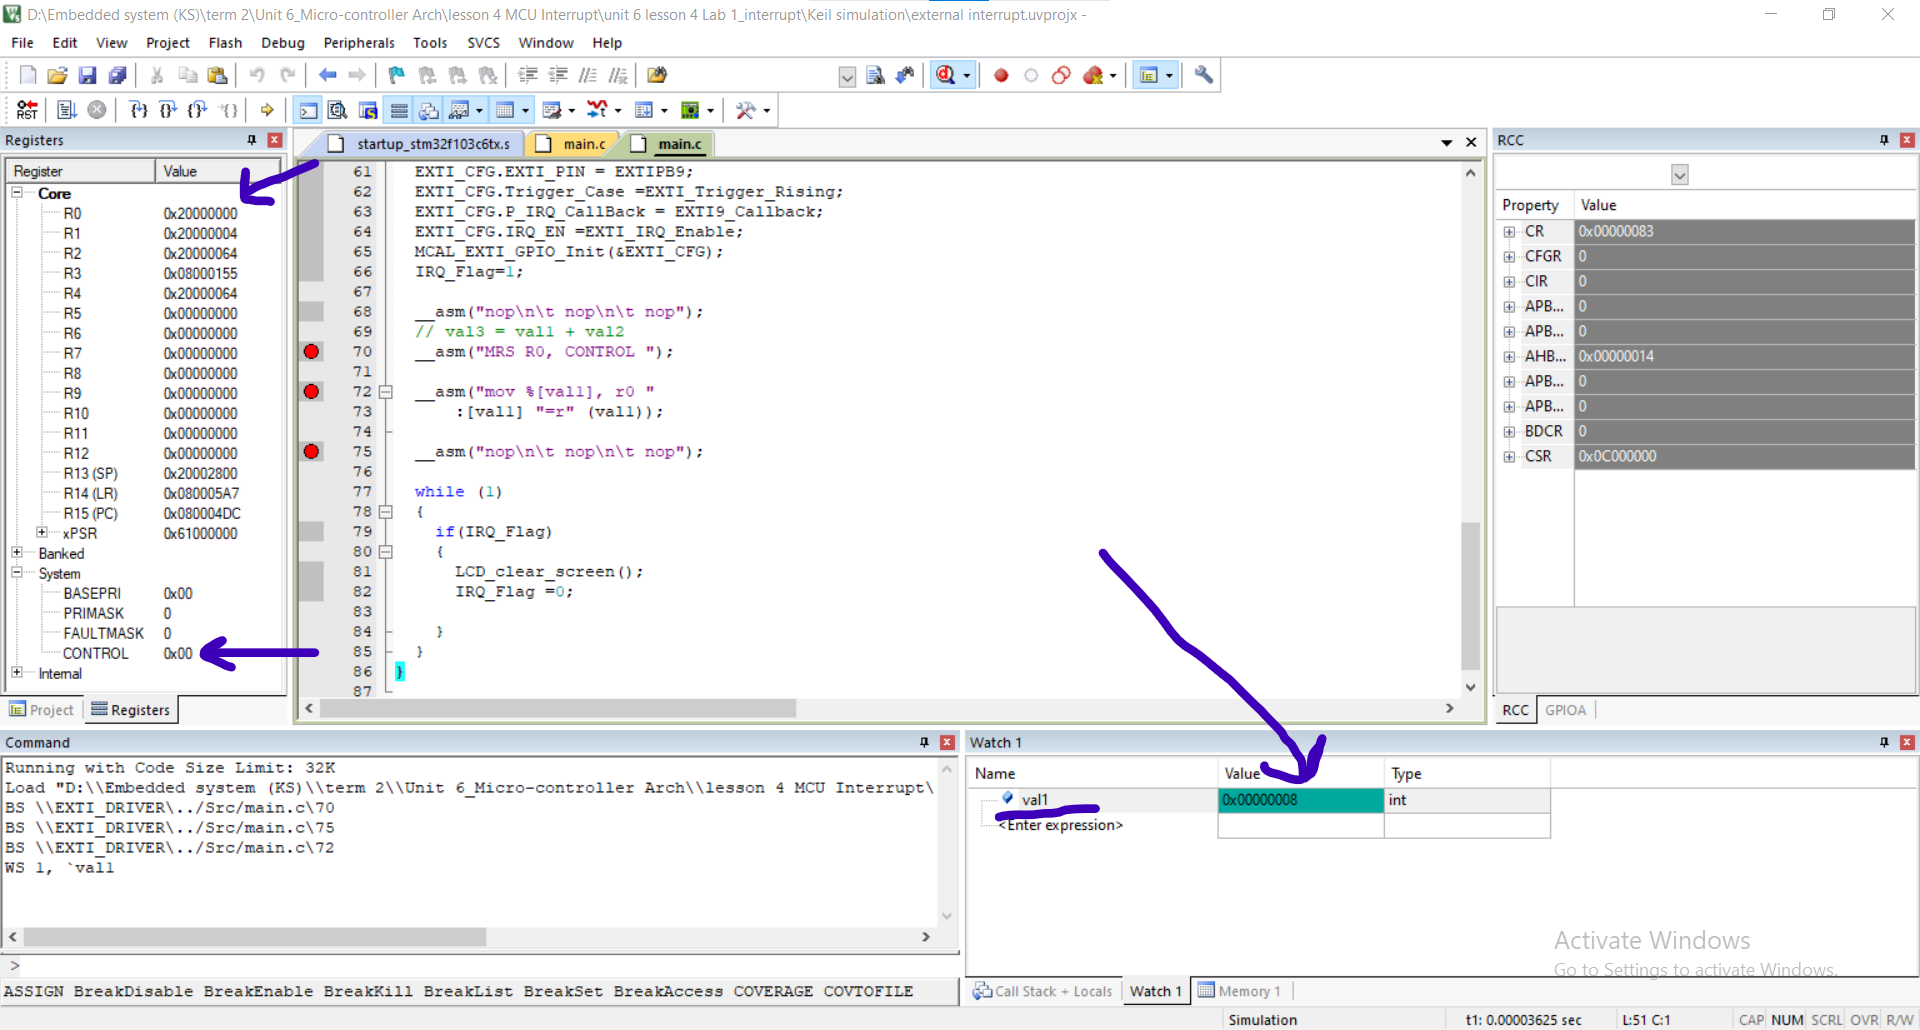 D:\Embedded system (KS)\term 2\Unit 6_Micro-controller Arch\lesson 4 MCU Interrupt\unit 6 lesson 4 Lab 1_interrupt\Keil simulation\external interrupt.uvprojx -
File Edit View Project Flash Debug Peripherals Tools SVCS Window Help
Registers
Register Value
Core
R0 0x20000000
R1 0x20000004
R2 0x20000064
R3 0x08000155
R4 0x20000064
R5 0x00000000
R6 0x00000000
R7 0x00000000
R8 0x00000000
R9 0x00000000
R10 0x00000000
R11 0x00000000
R12 0x00000000
R13 (SP) 0x20002800
R14 (LR) 0x080005A7
R15 (PC) 0x080004DC
xPSR 0x61000000
Banked
System
BASEPRI 0x00
PRIMASK 0
FAULTMASK 0
CONTROL 0x00
Internal
Project Registers
startup_stm32f103c6tx.s main.c main.c
61 EXTI_CFG.EXTI_PIN = EXTIPB9;
62 EXTI_CFG.Trigger_Case =EXTI_Trigger_Rising;
63 EXTI_CFG.P_IRQ_CallBack = EXTI9_Callback;
64 EXTI_CFG.IRQ_EN =EXTI_IRQ_Enable;
65 MCAL_EXTI_GPIO_Init(&EXTI_CFG);
66 IRQ_Flag=1;
67
68 __asm("nop\n\t nop\n\t nop");
69 // val3 = val1 + val2
70 __asm("MRS R0, CONTROL ");
71
72 __asm("mov %[val1], r0 "
73 :[val1] "=r" (val1));
74
75 __asm("nop\n\t nop\n\t nop");
76
77 while (1)
78 {
79 if(IRQ_Flag)
80 {
81 LCD_clear_screen();
82 IRQ_Flag =0;
83
84 }
85 }
86 }
87
RCC
Property Value
CR 0x00000083
CFGR 0
CIR 0
APB... 0
APB... 0
AHB... 0x00000014
APB... 0
APB... 0
BDCR 0
CSR 0x0C000000
RCC GPIOA
Command
Running with Code Size Limit: 32K
Load "D:\\Embedded system (KS)\\term 2\\Unit 6_Micro-controller Arch\\lesson 4 MCU Interrupt\
BS \\EXTI_DRIVER\../Src/main.c\70
BS \\EXTI_DRIVER\../Src/main.c\75
BS \\EXTI_DRIVER\../Src/main.c\72
WS 1, `val1
>
ASSIGN BreakDisable BreakEnable BreakKill BreakList BreakSet BreakAccess COVERAGE COVTOFILE
Watch 1
Name Value Type
val1 0x00000008 int
<Enter expression>
Call Stack + Locals Watch 1 Memory 1
Activate Windows
Go to Settings to activate Windows.
Simulation t1: 0.00003625 sec L:51 C:1 CAP NUM SCRL OVR R/W